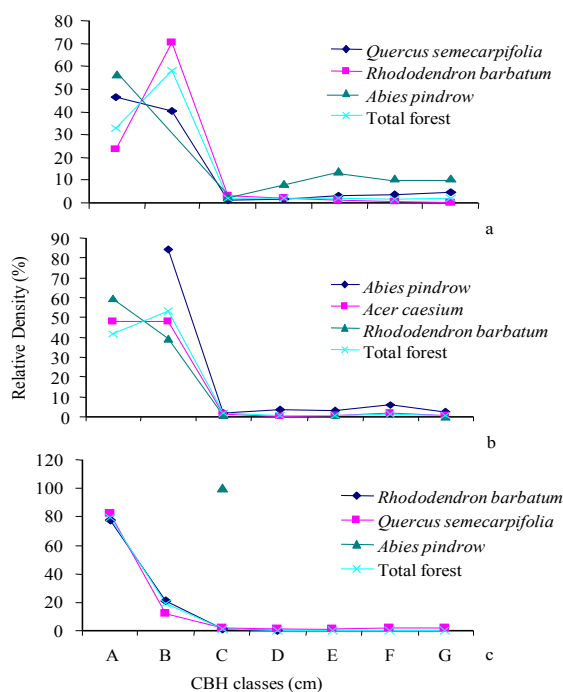 80
70
60
50
40
30
20
10
0
Quercus semecarpifolia
Rhododendron barbatum
Abies pindrow
Total forest
a
Relative Density (%)
90
80
70
60
50
40
30
20
10
0
Abies pindrow
Acer caesium
Rhododendron barbatum
Total forest
b
120
100
80
60
40
20
0
Rhododendron barbatum
Quercus semecarpifolia
Abies pindrow
Total forest
A B C D E F G
c
CBH classes (cm)